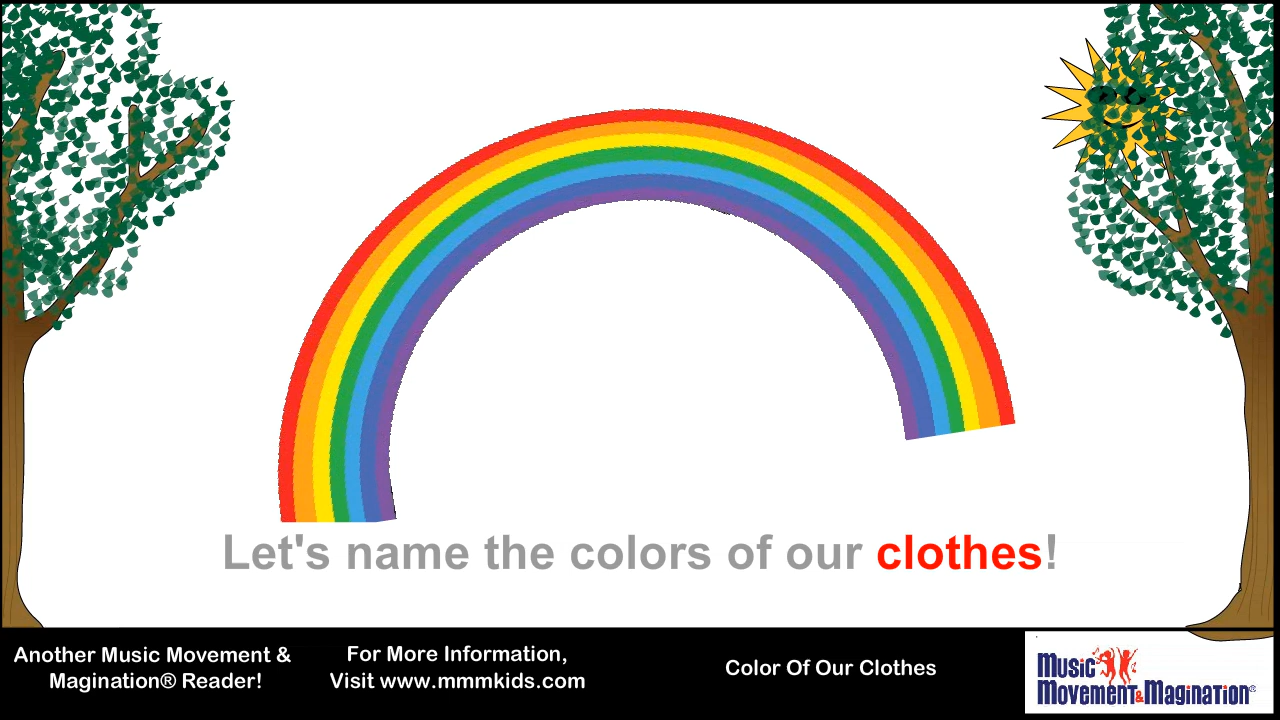 Let's name the colors of our clothes!
Another Music Movement &
Magination® Reader!
For More Information,
Visit www.mmmkids.com
Color Of Our Clothes
Music
Movement & Magination®